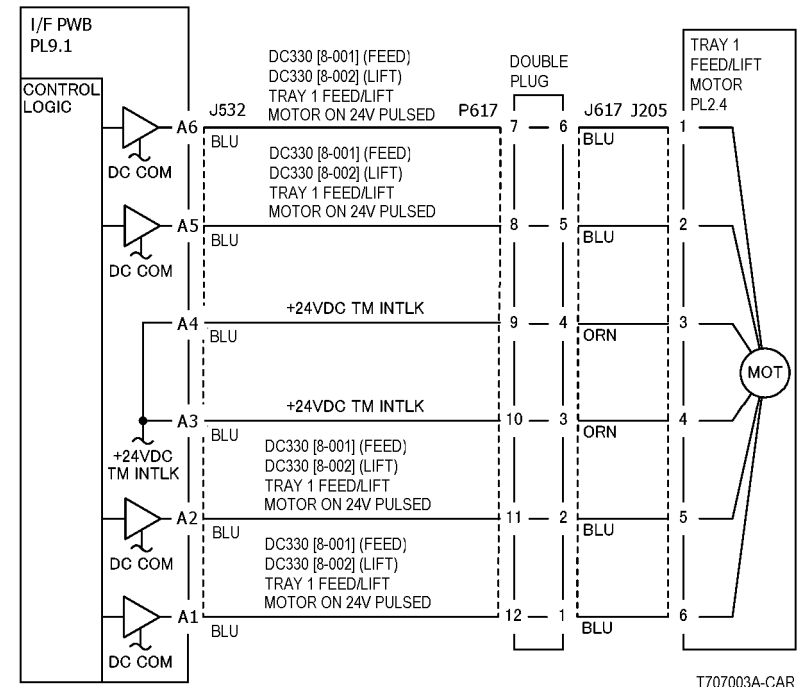 I/F PWB
PL9.1
CONTROL
LOGIC
DC330 [8-001] (FEED)
DC330 [8-002] (LIFT)
TRAY 1 FEED/LIFT
MOTOR ON 24V PULSED
DOUBLE
PLUG
TRAY 1
FEED/LIFT
MOTOR
PL2.4
J532
P617
J617 J205
A6
BLU
7
6
BLU
1
DC COM
DC330 [8-001] (FEED)
DC330 [8-002] (LIFT)
TRAY 1 FEED/LIFT
MOTOR ON 24V PULSED
A5
BLU
8
5
BLU
2
DC COM
+24VDC TM INTLK
A4
BLU
9
4
ORN
3
MOT
+24VDC TM INTLK
A3
BLU
10
3
ORN
4
+24VDC
TM INTLK
DC330 [8-001] (FEED)
DC330 [8-002] (LIFT)
TRAY 1 FEED/LIFT
MOTOR ON 24V PULSED
A2
BLU
11
2
BLU
5
DC COM
DC330 [8-001] (FEED)
DC330 [8-002] (LIFT)
TRAY 1 FEED/LIFT
MOTOR ON 24V PULSED
A1
BLU
12
1
BLU
6
DC COM
T707003A-CAR